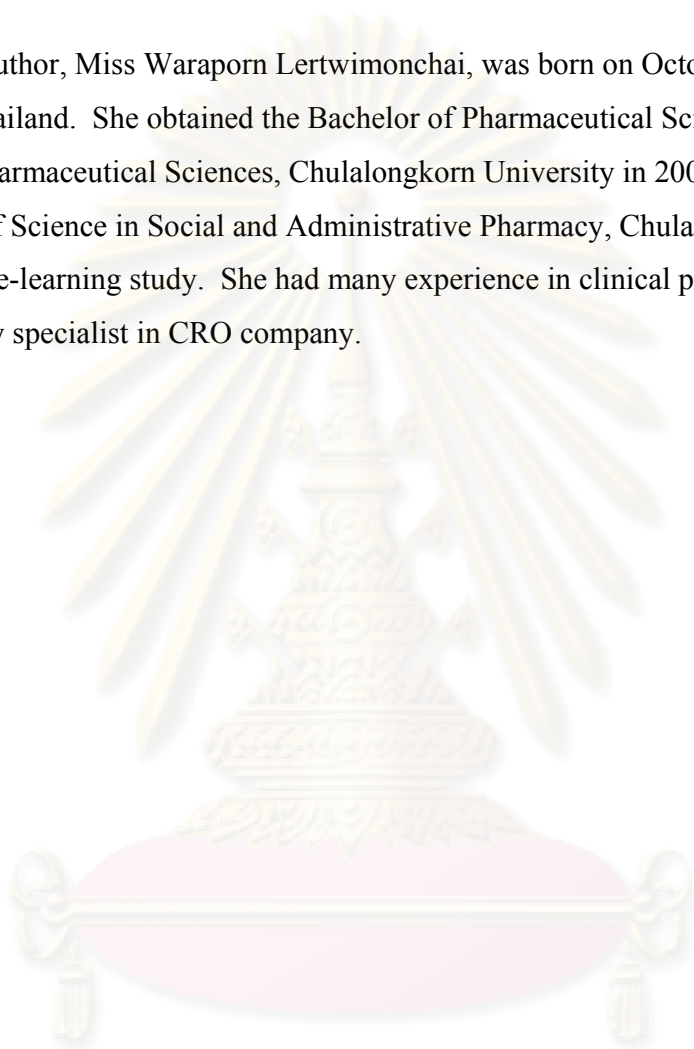 uthor, Miss Waraporn Lertwimonchai, was born on Octo
ailand. She obtained the Bachelor of Pharmaceutical Sci
armaceutical Sciences, Chulalongkorn University in 200
f Science in Social and Administrative Pharmacy, Chula
e-learning study. She had many experience in clinical p
y specialist in CRO company.